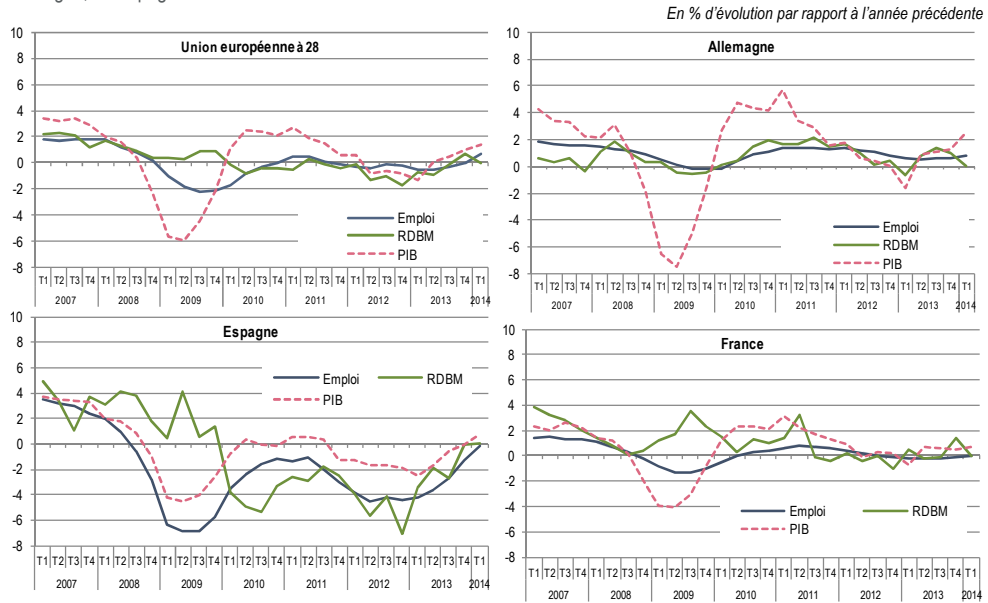 En % d'évolution par rapport à l'année précédente
Union européenne à 28
10
8
6
4
2
0
-2
-4
-6
-8
Emploi
RDBM
PIB
T1 T2 T3 T4 T1 T2 T3 T4 T1 T2 T3 T4 T1 T2 T3 T4 T1 T2 T3 T4 T1 T2 T3 T4 T1 T2 T3 T4 T1
2007 2008 2009 2010 2011 2012 2013 2014
Allemagne
10
8
6
4
2
0
-2
-4
-6
-8
Emploi
RDBM
PIB
T1 T2 T3 T4 T1 T2 T3 T4 T1 T2 T3 T4 T1 T2 T3 T4 T1 T2 T3 T4 T1 T2 T3 T4 T1 T2 T3 T4 T1
2007 2008 2009 2010 2011 2012 2013 2014
Espagne
10
8
6
4
2
0
-2
-4
-6
-8
Emploi RDBM
PIB
T1 T2 T3 T4 T1 T2 T3 T4 T1 T2 T3 T4 T1 T2 T3 T4 T1 T2 T3 T4 T1 T2 T3 T4 T1 T2 T3 T4 T1
2007 2008 2009 2010 2011 2012 2013 2014
France
10
8
6
4
2
0
-2
-4
-6
-8
Emploi RDBM
PIB
T1 T2 T3 T4 T1 T2 T3 T4 T1 T2 T3 T4 T1 T2 T3 T4 T1 T2 T3 T4 T1 T2 T3 T4 T1 T2 T3 T4 T1
2007 2008 2009 2010 2011 2012 2013 2014